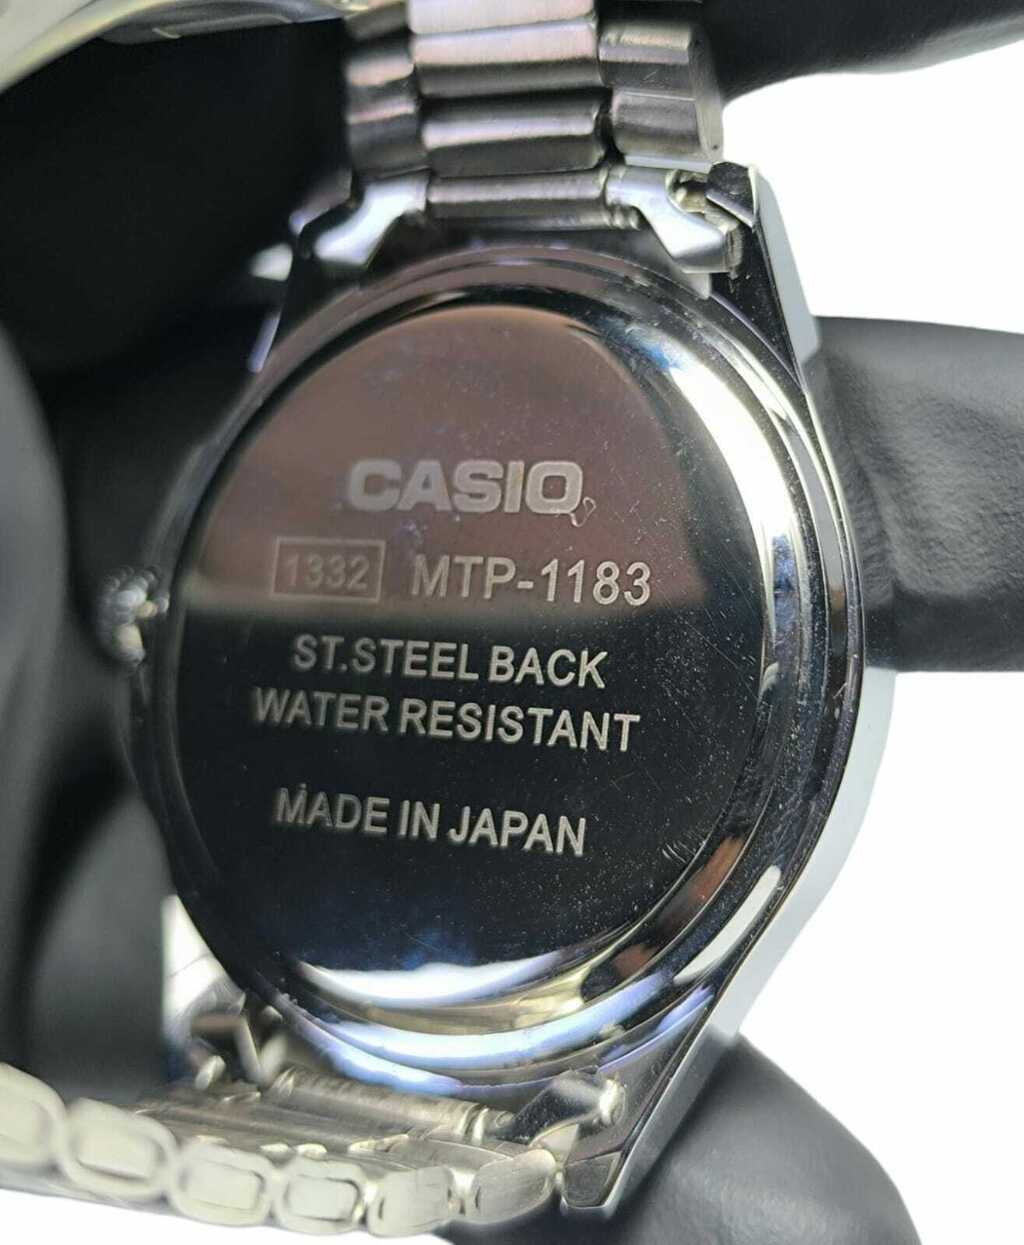 CASIO
1332 MTP-1183
ST.STEEL BACK
WATER RESISTANT
MADE IN JAPAN